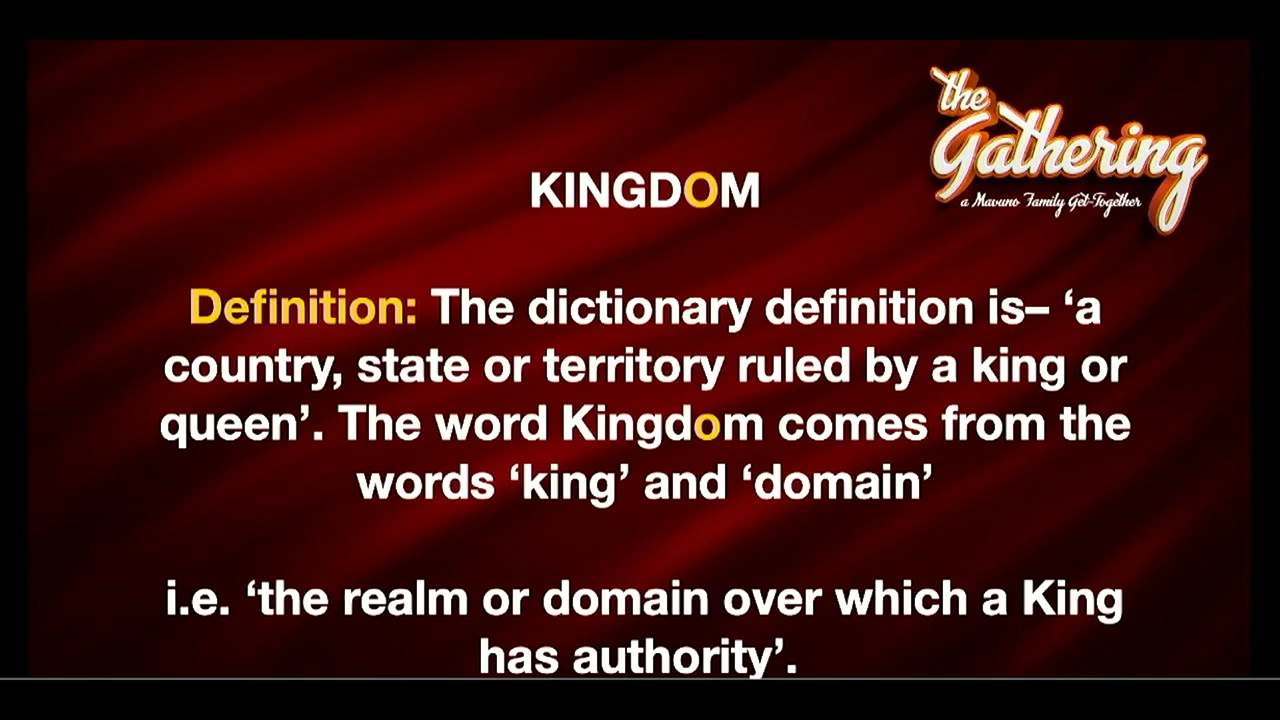 the
Gathering
a Mavuno Family Get-Together
KINGDOM
Definition: The dictionary definition is– ‘a
country, state or territory ruled by a king or
queen’. The word Kingdom comes from the
words ‘king’ and ‘domain’
i.e. ‘the realm or domain over which a King
has authority’.